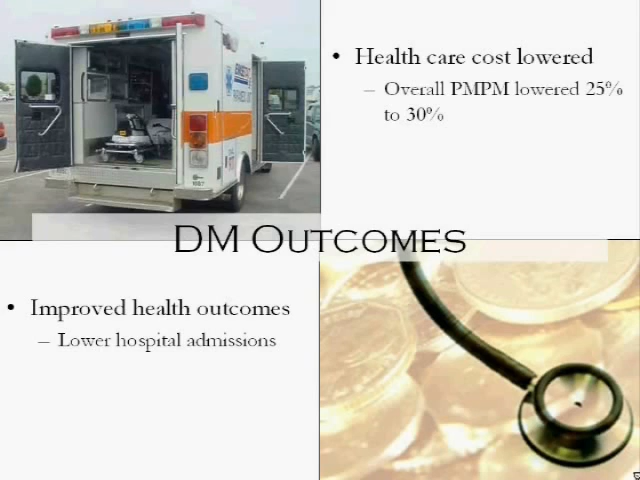 • Health care cost lowered
– Overall PMPM lowered 25%
to 30%
DM OUTCOMES
• Improved health outcomes
– Lower hospital admissions